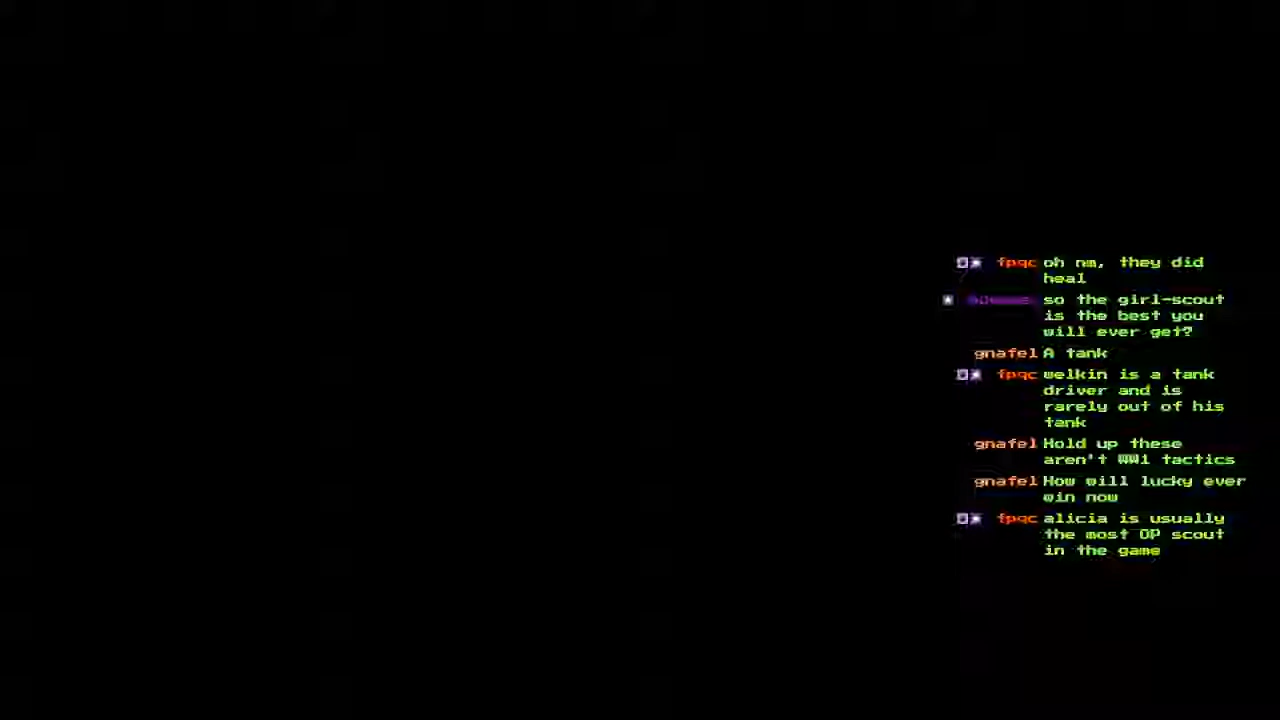 fpqc oh nm, they did
heal
so the girl-scout
is the best you
will ever get?
gnafel A tank
fpqc welkin is a tank
driver and is
rarely out of his
tank
gnafel Hold up these
aren't WW1 tactics
gnafel How will lucky ever
win now
fpqc alicia is usually
the most OP scout
in the game